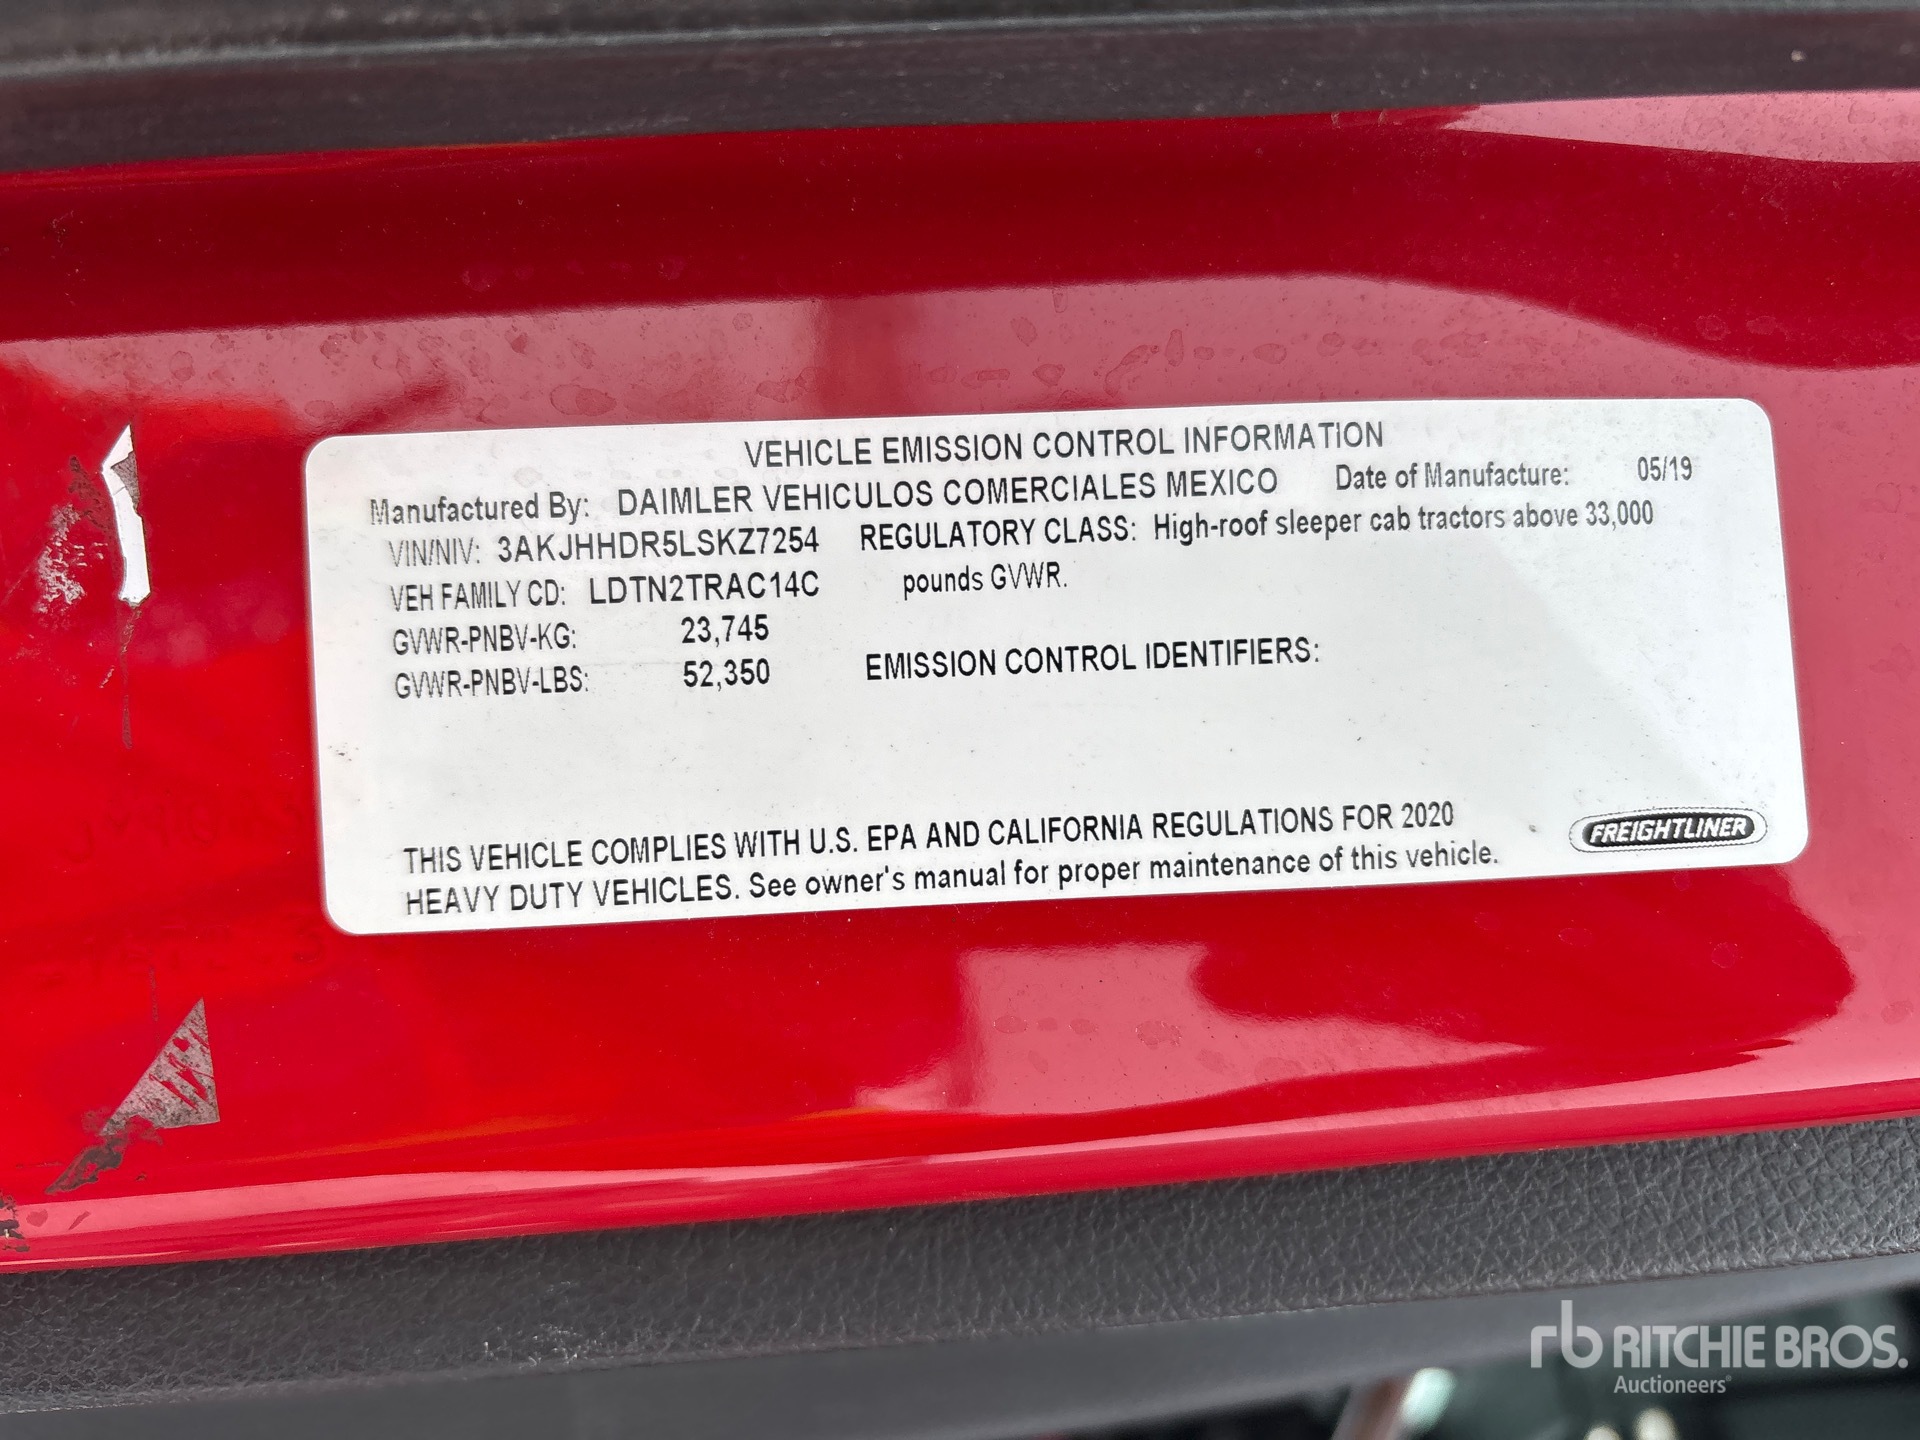 VEHICLE EMISSION CONTROL INFORMATION
Manufactured By: DAIMLER VEHICULOS COMERCIALES MEXICO Date of Manufacture: 05/19
VIN/NIV: 3AKJHHDR5LSKZ7254 REGULATORY CLASS: High-roof sleeper cab tractors above 33,000
VEH FAMILY CD: LDTN2TRAC14C pounds GVWR.
GVWR-PNBV-KG: 23,745
GVWR-PNBV-LBS: 52,350 EMISSION CONTROL IDENTIFIERS:
THIS VEHICLE COMPLIES WITH U.S. EPA AND CALIFORNIA REGULATIONS FOR 2020
HEAVY DUTY VEHICLES. See owner's manual for proper maintenance of this vehicle.
FREIGHTLINER
rb RITCHIE BROS.
Auctioneers